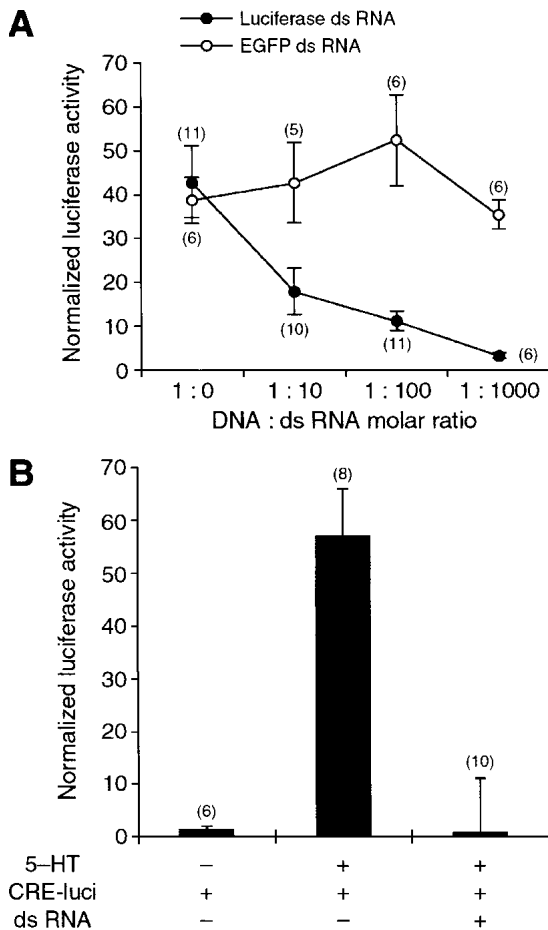 A
Luciferase ds RNA
EGFP ds RNA
Normalized luciferase activity
70
60
50
40
30
20
10
0
(11)
(6)
(5)
(10)
(6)
(11)
(6)
(6)
1 : 0 1 : 10 1 : 100 1 : 1000
DNA : ds RNA molar ratio
B
Normalized luciferase activity
70
60
50
40
30
20
10
0
(6)
(8)
(10)
5–HT – + +
CRE-luci + + +
ds RNA – – +